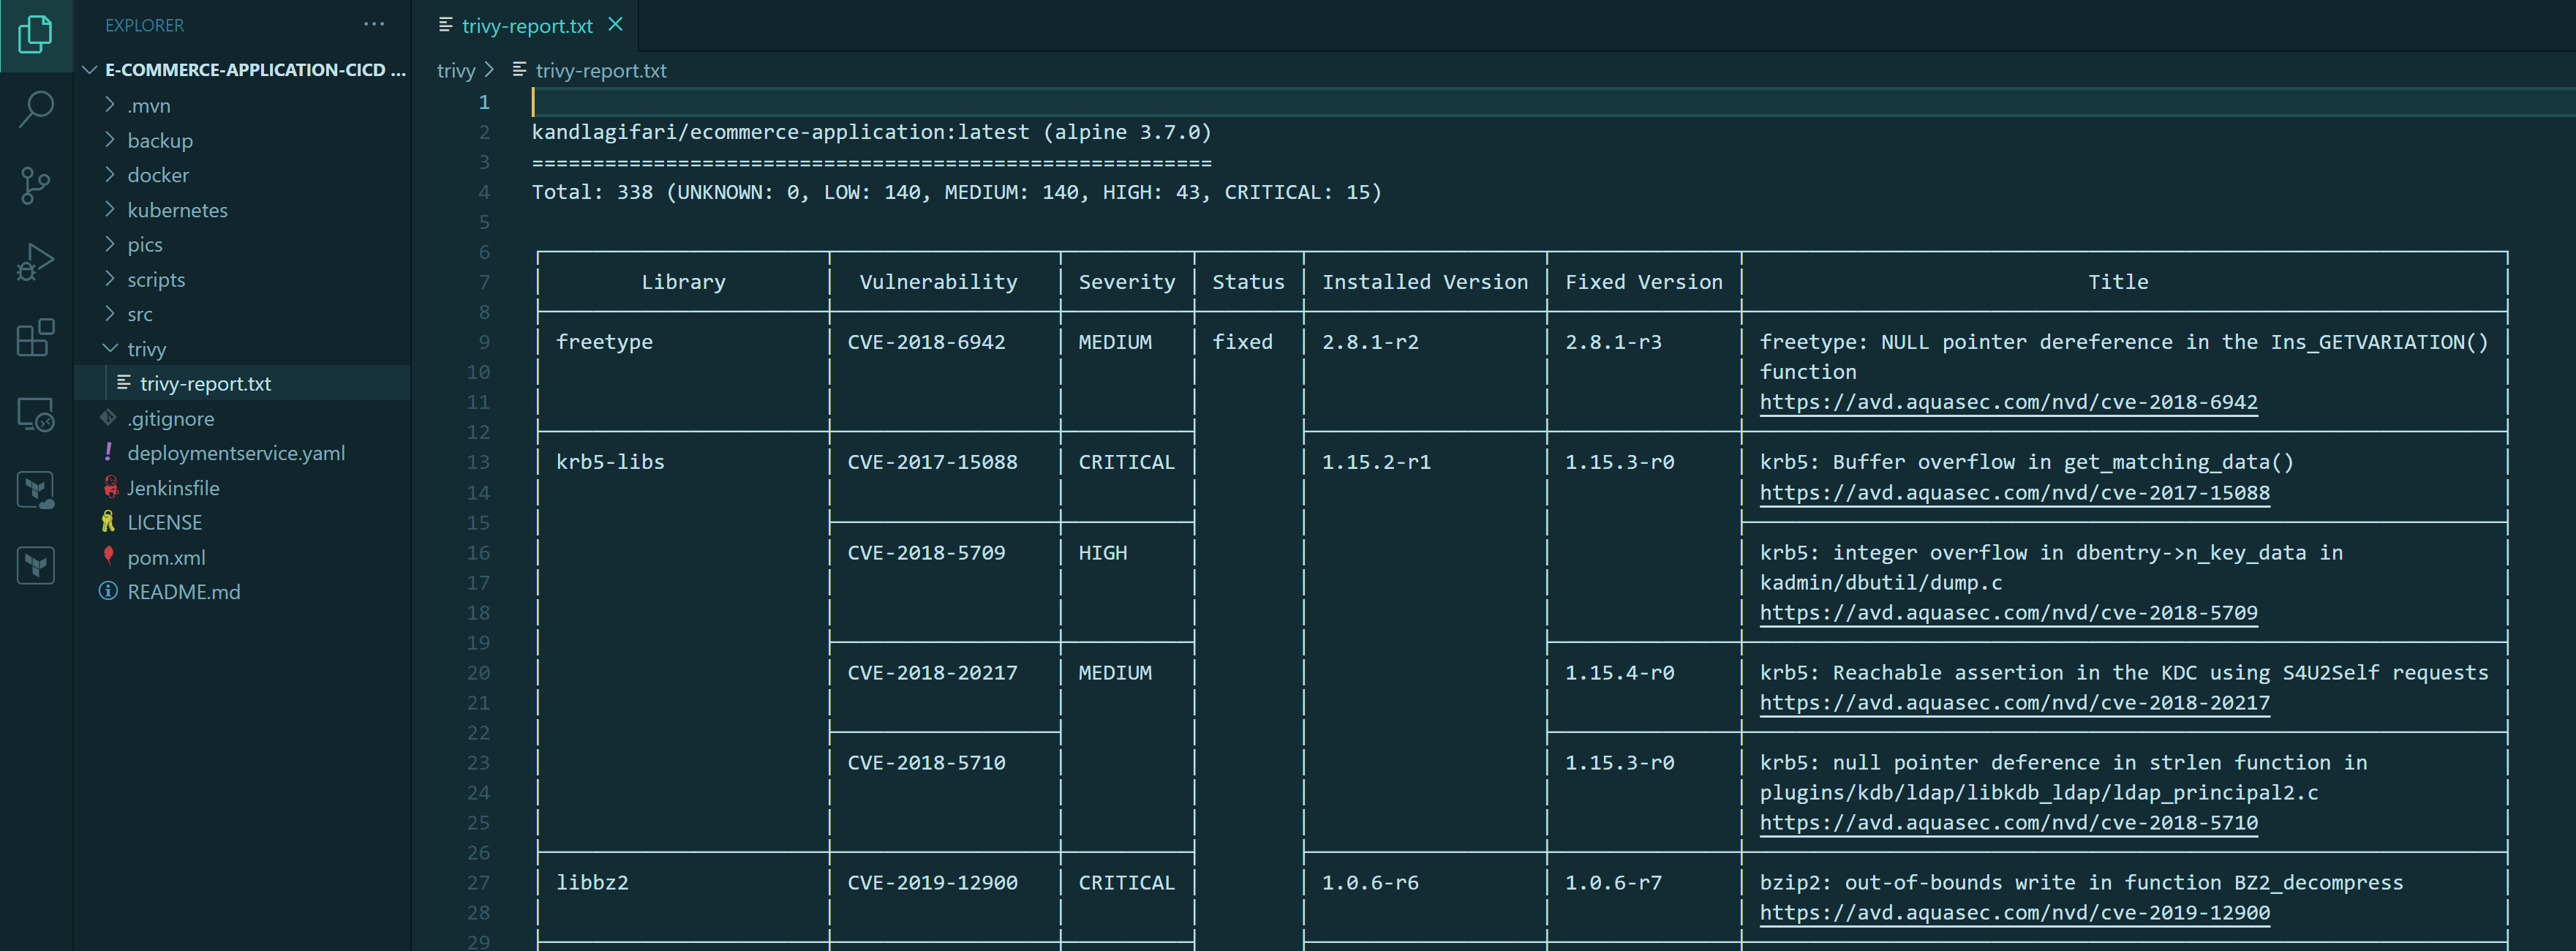 EXPLORER
E-COMMERCE-APPLICATION-CICD ...
.mvn
backup
docker
kubernetes
pics
scripts
src
trivy
trivy-report.txt
.gitignore
deploymentservice.yaml
Jenkinsfile
LICENSE
pom.xml
README.md
trivy-report.txt
trivy > trivy-report.txt
1
2 kandlagifari/ecommerce-application:latest (alpine 3.7.0)
3 ========================================================
4 Total: 338 (UNKNOWN: 0, LOW: 140, MEDIUM: 140, HIGH: 43, CRITICAL: 15)
5
6
7 Library Vulnerability Severity Status Installed Version Fixed Version Title
8
9 freetype CVE-2018-6942 MEDIUM fixed 2.8.1-r2 2.8.1-r3 freetype: NULL pointer dereference in the Ins_GETVARIATION()
10 function
11 https://avd.aquasec.com/nvd/cve-2018-6942
12
13 krb5-libs CVE-2017-15088 CRITICAL 1.15.2-r1 1.15.3-r0 krb5: Buffer overflow in get_matching_data()
14 https://avd.aquasec.com/nvd/cve-2017-15088
15
16 CVE-2018-5709 HIGH krb5: integer overflow in dbentry->n_key_data in
17 kadmin/dbutil/dump.c
18 https://avd.aquasec.com/nvd/cve-2018-5709
19
20 CVE-2018-20217 MEDIUM 1.15.4-r0 krb5: Reachable assertion in the KDC using S4U2Self requests
21 https://avd.aquasec.com/nvd/cve-2018-20217
22
23 CVE-2018-5710 1.15.3-r0 krb5: null pointer deference in strlen function in
24 plugins/kdb/ldap/libkdb_ldap/ldap_principal2.c
25 https://avd.aquasec.com/nvd/cve-2018-5710
26
27 libbz2 CVE-2019-12900 CRITICAL 1.0.6-r6 1.0.6-r7 bzip2: out-of-bounds write in function BZ2_decompress
28 https://avd.aquasec.com/nvd/cve-2019-12900
29